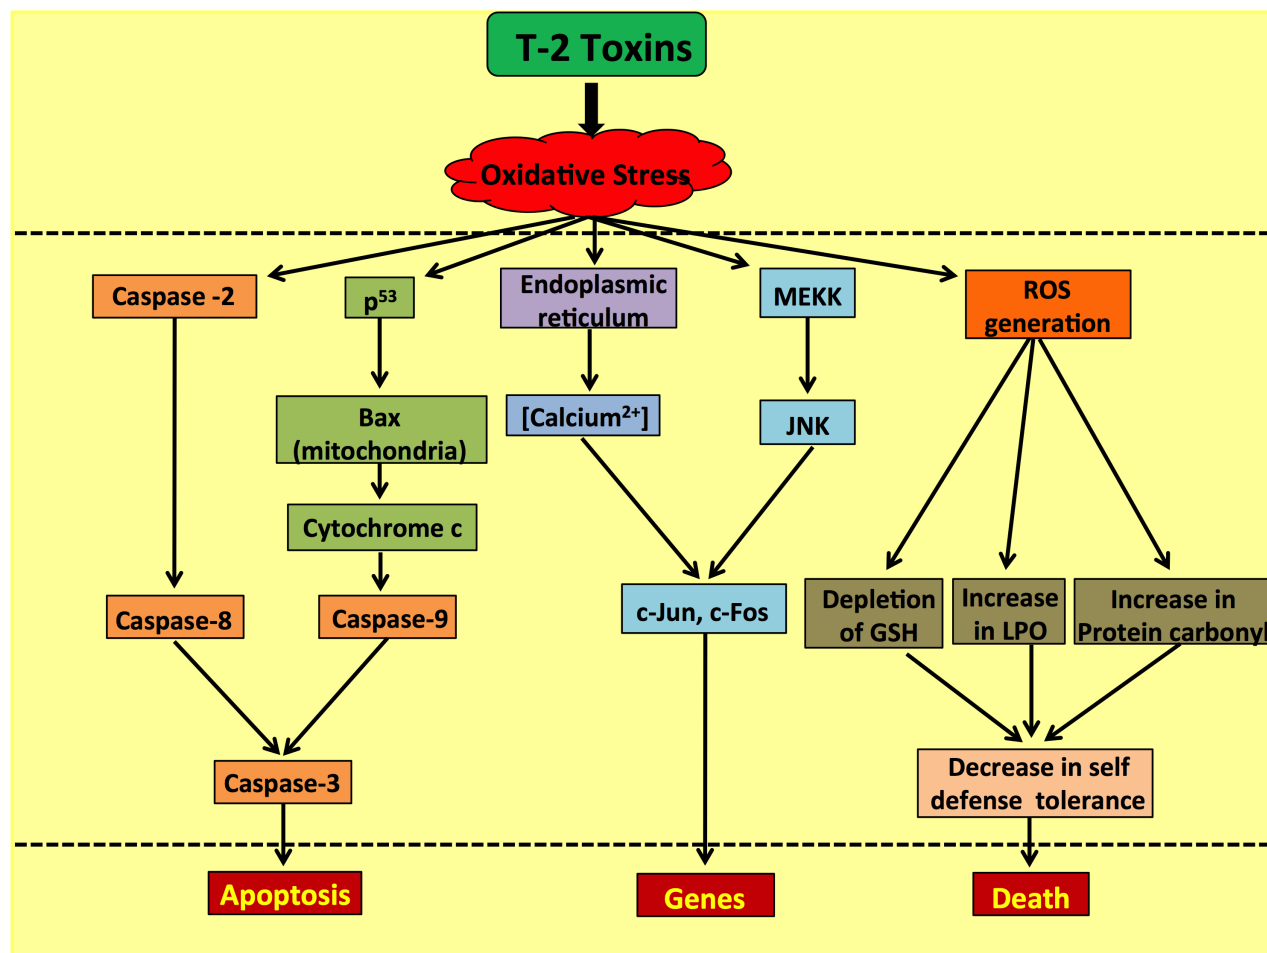 T-2 Toxins
Oxidative Stress
Caspase -2
p⁵³
Endoplasmic
reticulum
MEKK
ROS
generation
Bax
(mitochondria)
[Calcium²⁺]
JNK
Cytochrome c
Caspase-8
Caspase-9
c-Jun, c-Fos
Depletion
of GSH
Increase
in LPO
Increase in
Protein carbonyl
Caspase-3
Decrease in self
defense tolerance
Apoptosis
Genes
Death